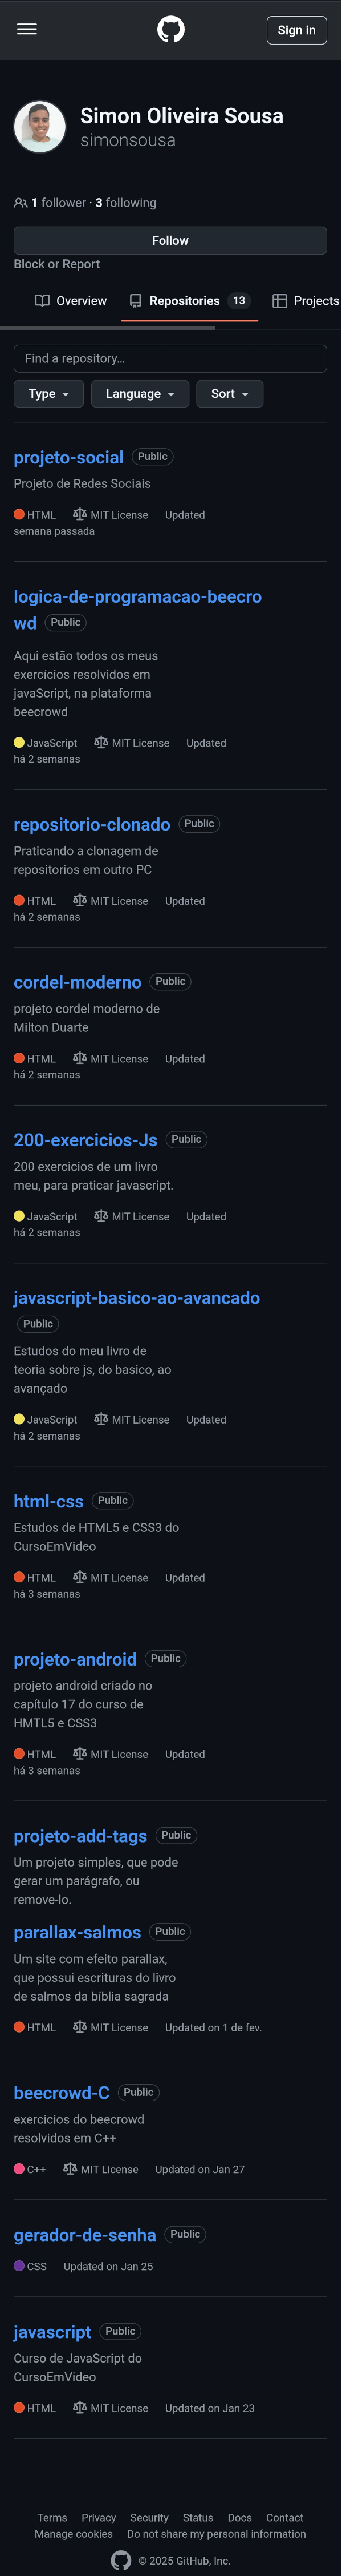 Sign in
Simon Oliveira Sousa
simonsousa
1 follower · 3 following
Follow
Block or Report
Overview Repositories 13 Projects
Find a repository…
Type Language Sort
projeto-social Public
Projeto de Redes Sociais
HTML MIT License Updated
semana passada
logica-de-programacao-beecro
wd Public
Aqui estão todos os meus
exercícios resolvidos em
javaScript, na plataforma
beecrowd
JavaScript MIT License Updated
há 2 semanas
repositorio-clonado Public
Praticando a clonagem de
repositorios em outro PC
HTML MIT License Updated
há 2 semanas
cordel-moderno Public
projeto cordel moderno de
Milton Duarte
HTML MIT License Updated
há 2 semanas
200-exercicios-Js Public
200 exercicios de um livro
meu, para praticar javascript.
JavaScript MIT License Updated
há 2 semanas
javascript-basico-ao-avancado
Public
Estudos do meu livro de
teoria sobre js, do basico, ao
avançado
JavaScript MIT License Updated
há 2 semanas
html-css Public
Estudos de HTML5 e CSS3 do
CursoEmVideo
HTML MIT License Updated
há 3 semanas
projeto-android Public
projeto android criado no
capítulo 17 do curso de
HMTL5 e CSS3
HTML MIT License Updated
há 3 semanas
projeto-add-tags Public
Um projeto simples, que pode
gerar um parágrafo, ou
remove-lo.
parallax-salmos Public
Um site com efeito parallax,
que possui escrituras do livro
de salmos da bíblia sagrada
HTML MIT License Updated on 1 de fev.
beecrowd-C Public
exercicios do beecrowd
resolvidos em C++
C++ MIT License Updated on Jan 27
gerador-de-senha Public
CSS Updated on Jan 25
javascript Public
Curso de JavaScript do
CursoEmVideo
HTML MIT License Updated on Jan 23
Terms Privacy Security Status Docs Contact
Manage cookies Do not share my personal information
© 2025 GitHub, Inc.